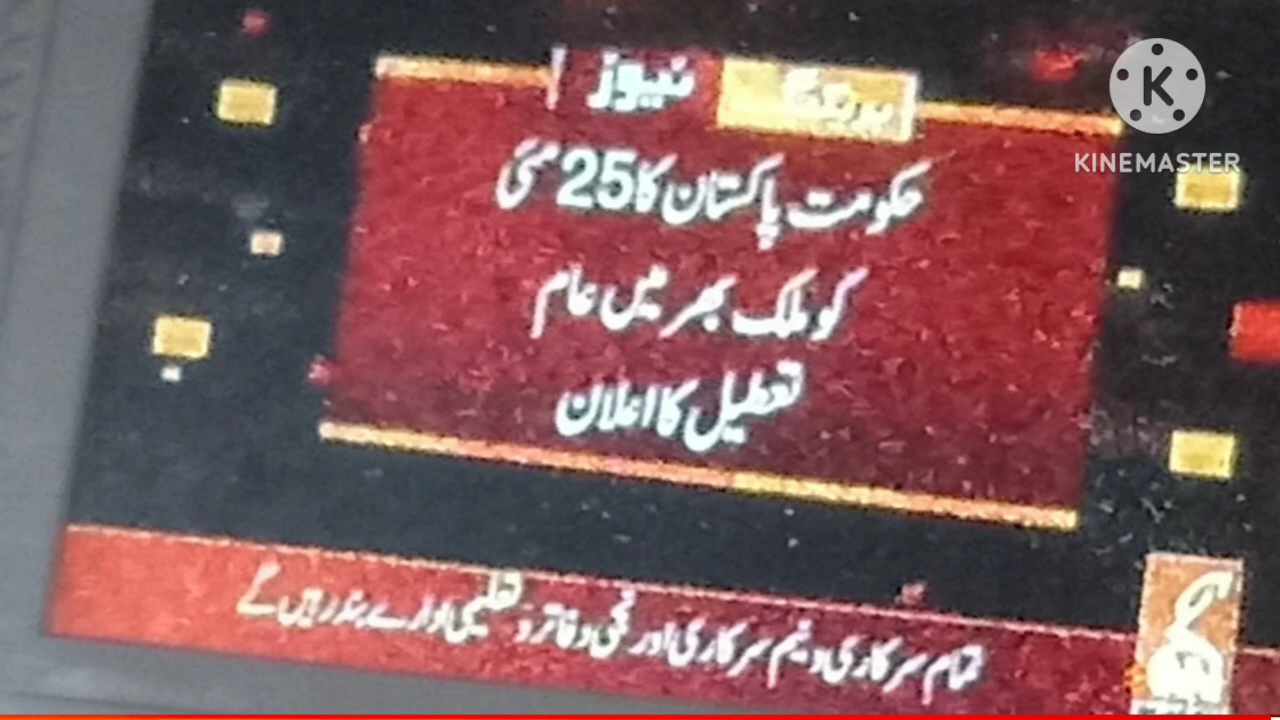 بریکنگ نیوز
KINEMASTER
حکومت پاکستان کا 25 مئی
کو ملک بھر میں عام
تعطیل کا اعلان
تمام سرکاری و نیم سرکاری اور نجی دفاتر و تعلیمی ادارے بند رہیں گے